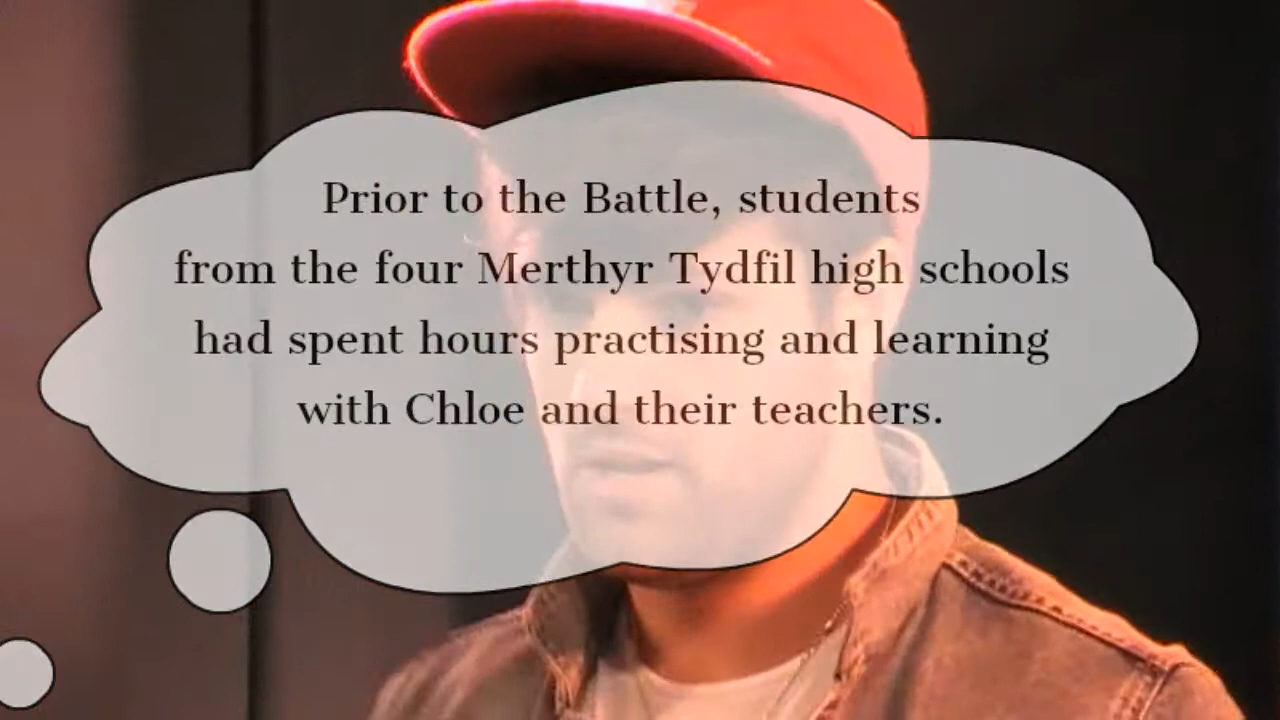 Prior to the Battle, students
from the four Merthyr Tydfil high schools
had spent hours practising and learning
with Chloe and their teachers.